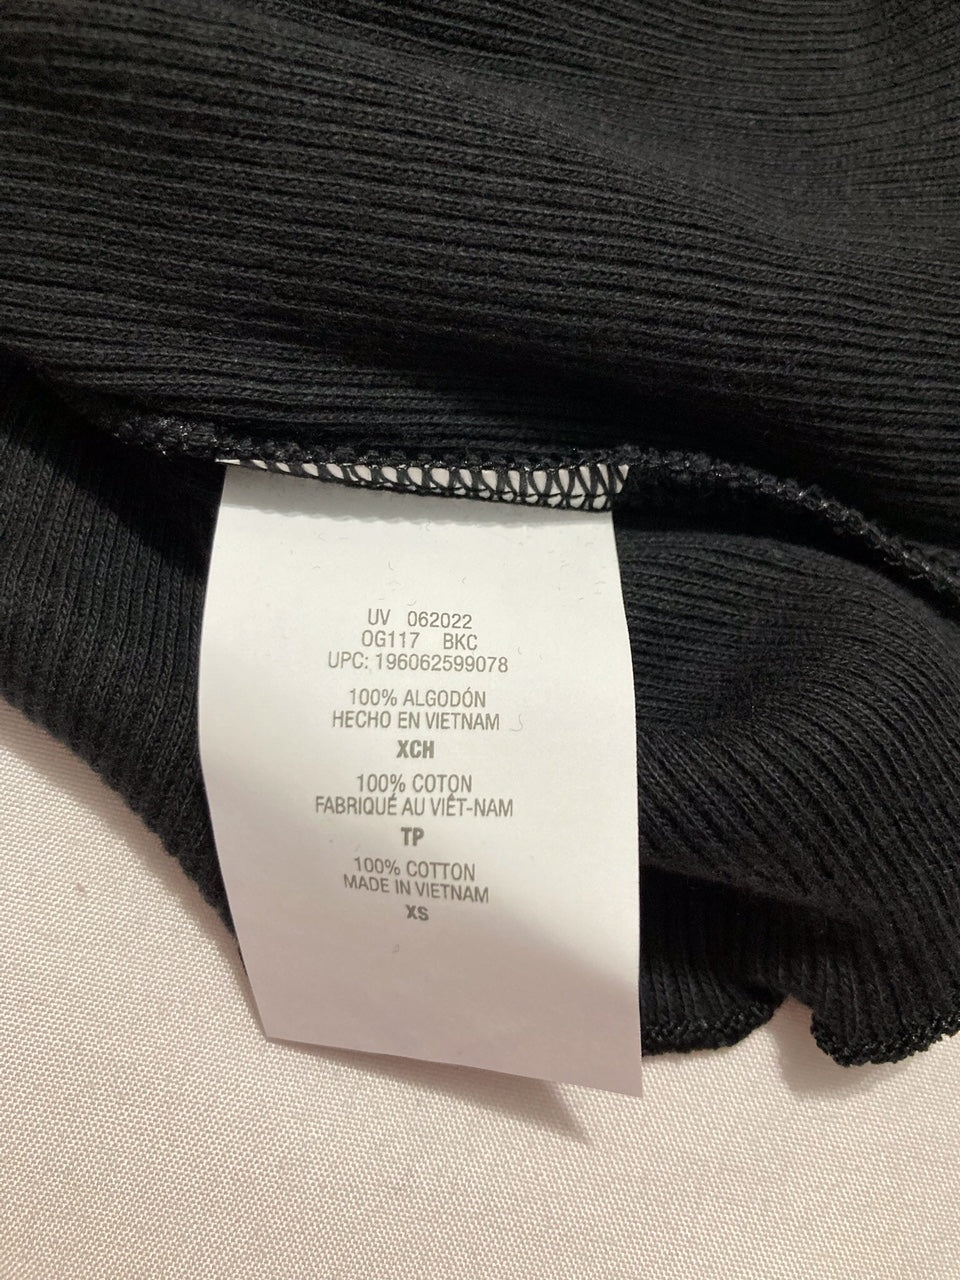 UV 062022
OG117 BKC
UPC: 196062599078
100% ALGODÓN
HECHO EN VIETNAM
XCH
100% COTON
FABRIQUÉ AU VIÊT-NAM
TP
100% COTTON
MADE IN VIETNAM
XS